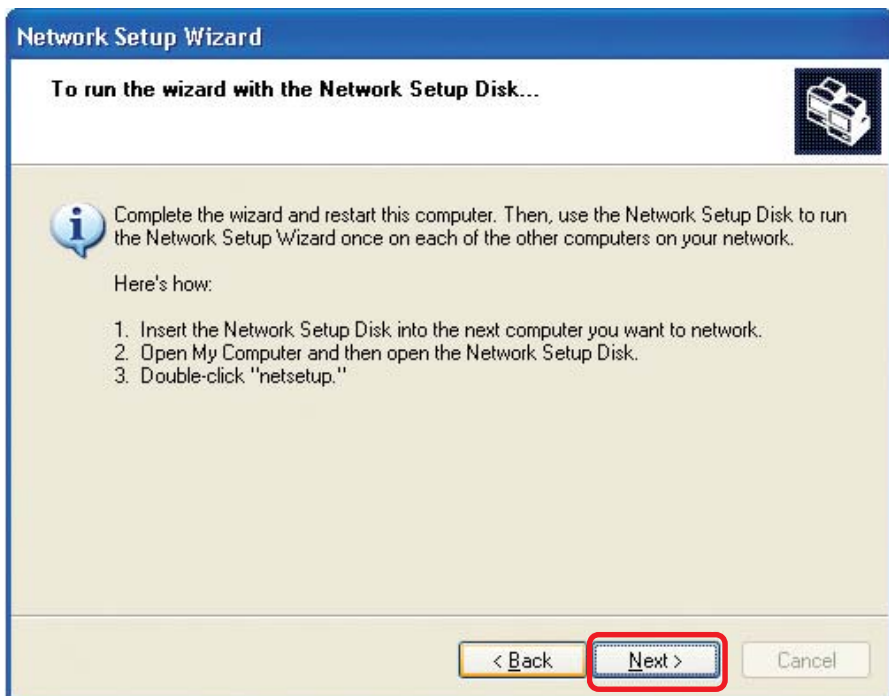 Network Setup Wizard
To run the wizard with the Network Setup Disk...
Complete the wizard and restart this computer. Then, use the Network Setup Disk to run
the Network Setup Wizard once on each of the other computers on your network.
Here's how:
1. Insert the Network Setup Disk into the next computer you want to network.
2. Open My Computer and then open the Network Setup Disk.
3. Double-click "netsetup."
< Back Next > Cancel